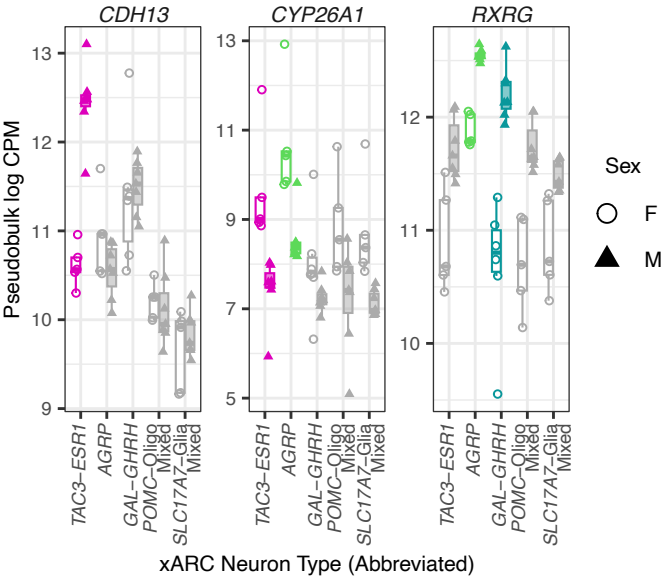 CDH13 CYP26A1 RXRG
Pseudobulk log CPM
13
12
11
10
9
13
11
9
7
5
12
10
TAC3−ESR1
AGRP
GAL−GHRH
POMC−Oligo
Mixed
SLC17A7−Glia
Mixed
TAC3−ESR1
AGRP
GAL−GHRH
POMC−Oligo
Mixed
SLC17A7−Glia
Mixed
TAC3−ESR1
AGRP
GAL−GHRH
POMC−Oligo
Mixed
SLC17A7−Glia
Mixed
xARC Neuron Type (Abbreviated)
Sex
F
M